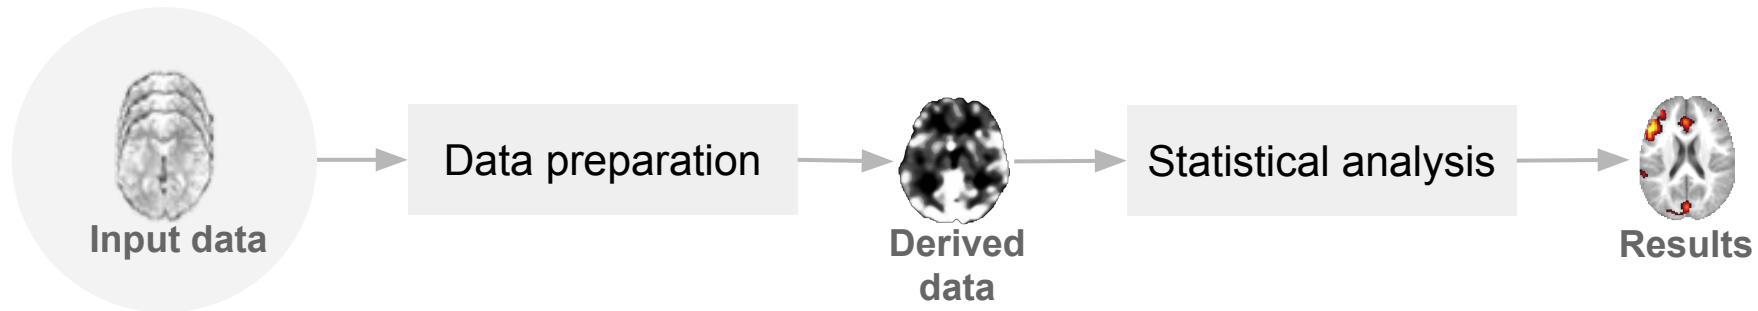 Input data
Data preparation
Derived
data
Statistical analysis
Results